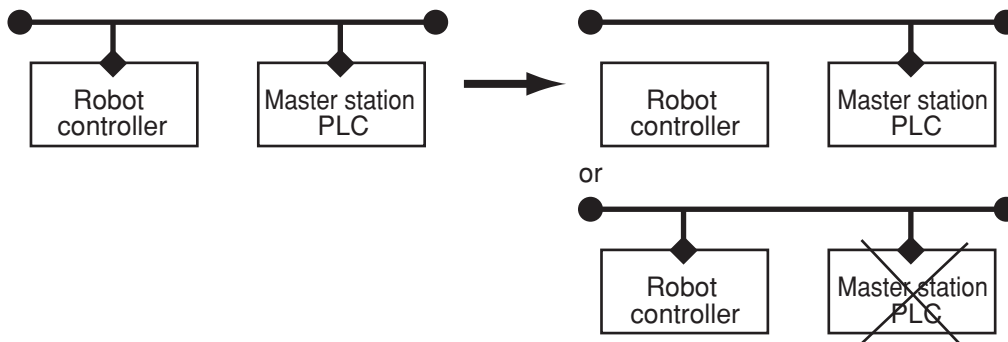 Robot
controller
Master station
PLC
Robot
controller
Master station
PLC
or
Robot
controller
Master station
PLC